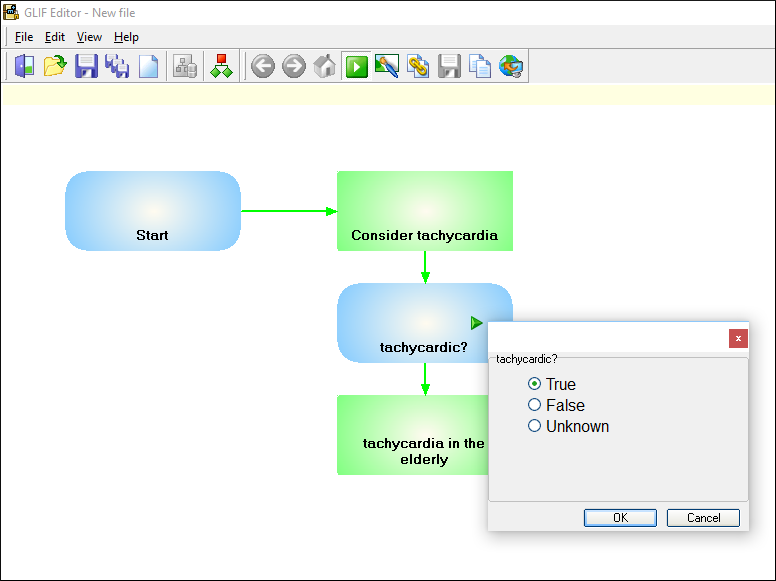 GLIF Editor - New file
File Edit View Help
Start
Consider tachycardia
tachycardic?
tachycardic?
True
False
Unknown
tachycardia in the
elderly
OK Cancel